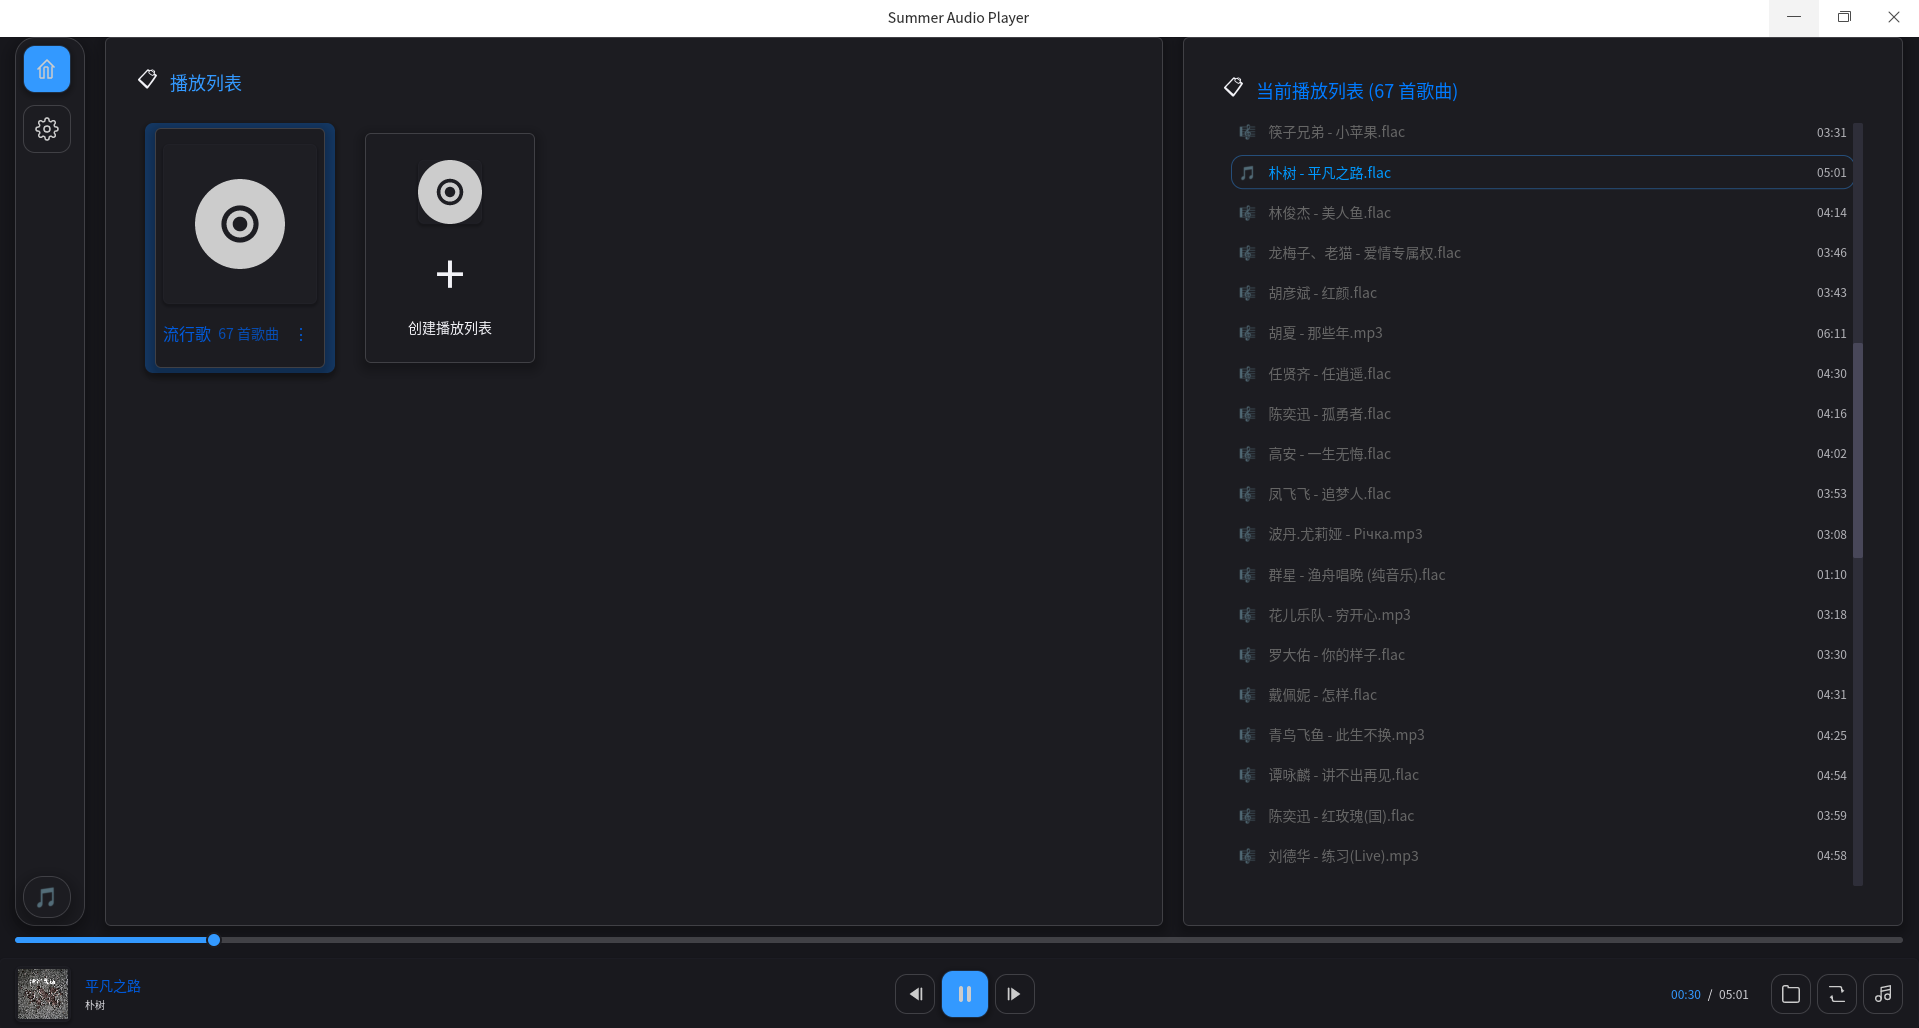 Summer Audio Player
播放列表
流行歌 67 首歌曲
创建播放列表
当前播放列表 (67 首歌曲)
筷子兄弟 - 小苹果.flac 03:31
朴树 - 平凡之路.flac 05:01
林俊杰 - 美人鱼.flac 04:14
龙梅子、老猫 - 爱情专属权.flac 03:46
胡彦斌 - 红颜.flac 03:43
胡夏 - 那些年.mp3 06:11
任贤齐 - 任逍遥.flac 04:30
陈奕迅 - 孤勇者.flac 04:16
高安 - 一生无悔.flac 04:02
凤飞飞 - 追梦人.flac 03:53
波丹.尤莉娅 - Річка.mp3 03:08
群星 - 渔舟唱晚 (纯音乐).flac 01:10
花儿乐队 - 穷开心.mp3 03:18
罗大佑 - 你的样子.flac 03:30
戴佩妮 - 怎样.flac 04:31
青鸟飞鱼 - 此生不换.mp3 04:25
谭咏麟 - 讲不出再见.flac 04:54
陈奕迅 - 红玫瑰(国).flac 03:59
刘德华 - 练习(Live).mp3 04:58
平凡之路
朴树
00:30 / 05:01